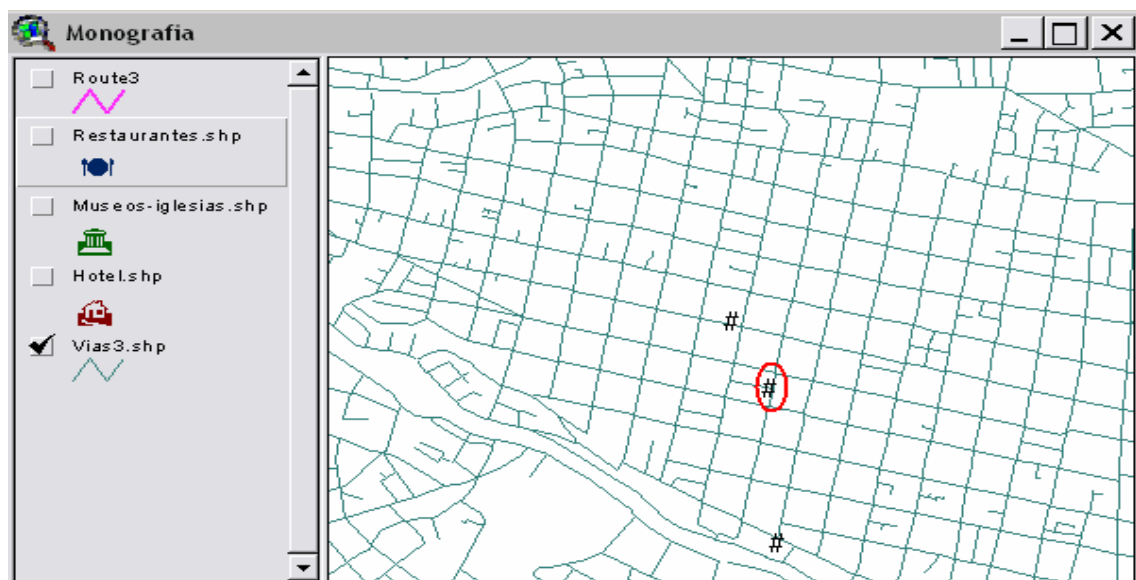 Monografia
Route3
Restaurantes.shp
Museos-iglesias.shp
Hotel.shp
Vias3.shp
#
#
#